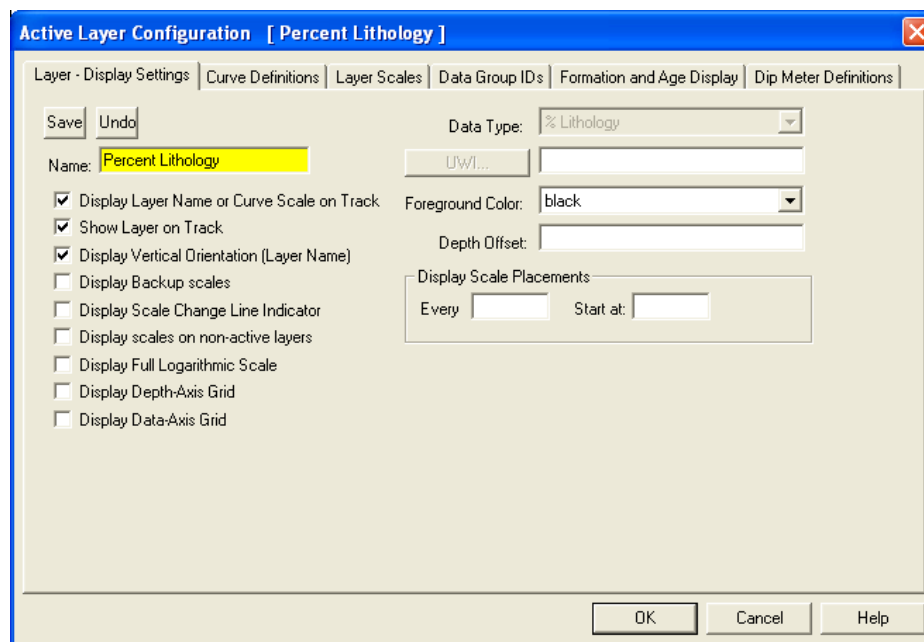 Active Layer Configuration [ Percent Lithology ]
Layer - Display Settings Curve Definitions Layer Scales Data Group IDs Formation and Age Display Dip Meter Definitions
Save Undo
Name: Percent Lithology
Display Layer Name or Curve Scale on Track
Show Layer on Track
Display Vertical Orientation (Layer Name)
Display Backup scales
Display Scale Change Line Indicator
Display scales on non-active layers
Display Full Logarithmic Scale
Display Depth-Axis Grid
Display Data-Axis Grid
Data Type: % Lithology
UWI...
Foreground Color: black
Depth Offset:
Display Scale Placements
Every Start at:
OK Cancel Help